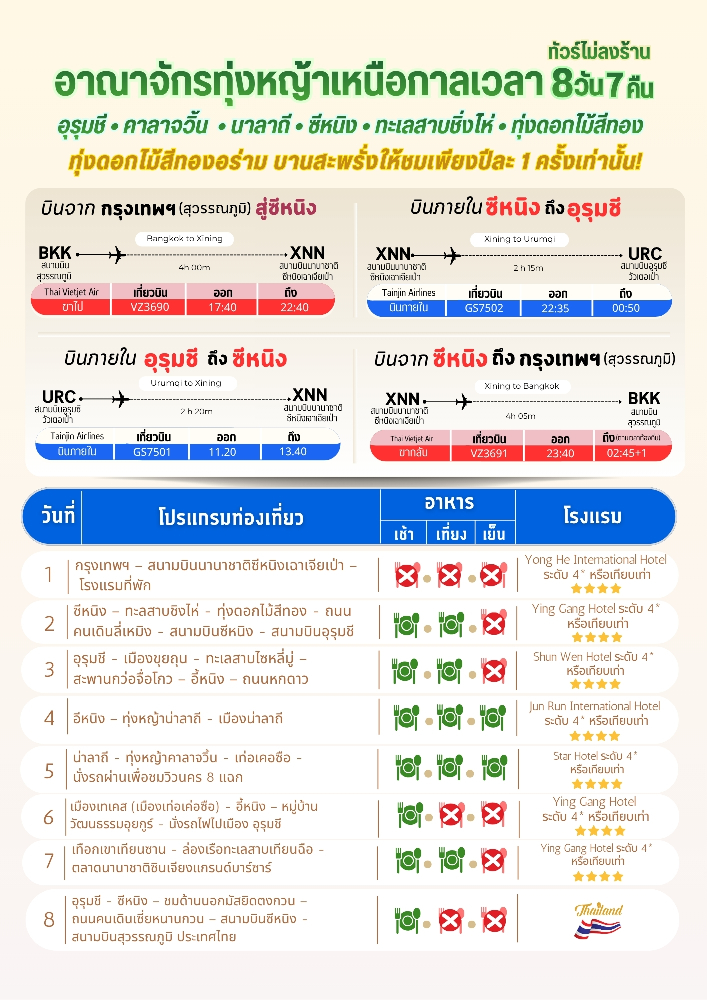 ทัวร์ไม่ลงร้าน
อาณาจักรทุ่งหญ้าเหนือกาลเวลา 8วัน7คืน
อุรุมชี • คาลาจวิ้น • นาลาถี • ซีหนิง • ทะเลสาบชิ่งไห่ • ทุ่งดอกไม้สีทอง
ทุ่งดอกไม้สีทองอร่าม บานสะพรั่งให้ชมเพียงปีละ 1 ครั้งเท่านั้น!
บินจาก กรุงเทพฯ (สุวรรณภูมิ) สู่ซีหนิง
Bangkok to Xining
BKK XNN
4h 00m
สนามบิน
สุวรรณภูมิ
สนามบินนานาชาติ
ซีหนิงเฉาเจียเป่า
Thai Vietjet Air เที่ยวบิน ออก ถึง
ขาไป VZ3690 17:40 22:40
บินภายใน ซีหนิง ถึง อุรุมชี
Xining to Urumqi
XNN URC
2 h 15m
สนามบินนานาชาติ
ซีหนิงเฉาเจียเป่า
สนามบินอูรุมชี
วัวเตอเป่า
Tainjin Airlines เที่ยวบิน ออก ถึง
บินภายใน GS7502 22:35 00:50
บินภายใน อุรุมชี ถึง ซีหนิง
Urumqi to Xining
URC XNN
2 h 20m
สนามบินอูรุมชี
วัวเตอเป่า
สนามบินนานาชาติ
ซีหนิงเฉาเจียเป่า
Tainjin Airlines เที่ยวบิน ออก ถึง
บินภายใน GS7501 11.20 13.40
บินจาก ซีหนิง ถึง กรุงเทพฯ (สุวรรณภูมิ)
Xining to Bangkok
XNN BKK
4h 05m
สนามบินนานาชาติ
ซีหนิงเฉาเจียเป่า
สนามบิน
สุวรรณภูมิ
Thai Vietjet Air เที่ยวบิน ออก ถึง (ตามเวลาท้องถิ่น)
ขากลับ VZ3691 23:40 02:45+1
วันที่ โปรแกรมท่องเที่ยว อาหาร โรงแรม
เช้า เที่ยง เย็น
1
กรุงเทพฯ – สนามบินนานาชาติซีหนิงเฉาเจียเป่า –
โรงแรมที่พัก
Yong He International Hotel
ระดับ 4* หรือเทียบเท่า
2
ซีหนิง – ทะลสาบชิงไห่ - ทุ่งดอกไม้สีทอง - ถนน
คนเดินลี่เหมิง - สนามบินซีหนิง - สนามบินอุรุมชี
Ying Gang Hotel ระดับ 4*
หรือเทียบเท่า
3
อุรุมชี - เมืองขุยถุน - ทะเลสาบไซหลี่มู่ –
สะพานกว่อจื่อโกว – อี้หนิง – ถนนหกดาว
Shun Wen Hotel ระดับ 4*
หรือเทียบเท่า
4
อีหนิง – ทุ่งหญ้าน่าลาถี - เมืองน่าลาถี
Jun Run International Hotel
ระดับ 4* หรือเทียบเท่า
5
น่าลาถี - ทุ่งหญ้าคาลาจวิ้น - เท่อเคอซือ -
นั่งรถผ่านเพื่อชมวิวนคร 8 แฉก
Star Hotel ระดับ 4*
หรือเทียบเท่า
6
เมืองเทเคส (เมืองเท่อเค่อซือ) - อี้หนิง – หมู่บ้าน
วัฒนธรรมอุยกูร์ - นั่งรถไฟไปเมือง อุรุมชี
Ying Gang Hotel
ระดับ 4* หรือเทียบเท่า
7
เทือกเขาเทียนซาน - ล่องเรือทะเลสาบเทียนฉือ -
ตลาดนานาชาติซินเจียงแกรนด์บาร์ซาร์
Ying Gang Hotel ระดับ 4*
หรือเทียบเท่า
8
อุรุมชี - ซีหนิง – ชมด้านนอกมัสยิดตงกวน –
ถนนคนเดินเซี่ยหนานกวน – สนามบินซีหนิง -
สนามบินสุวรรณภูมิ ประเทศไทย
Thailand